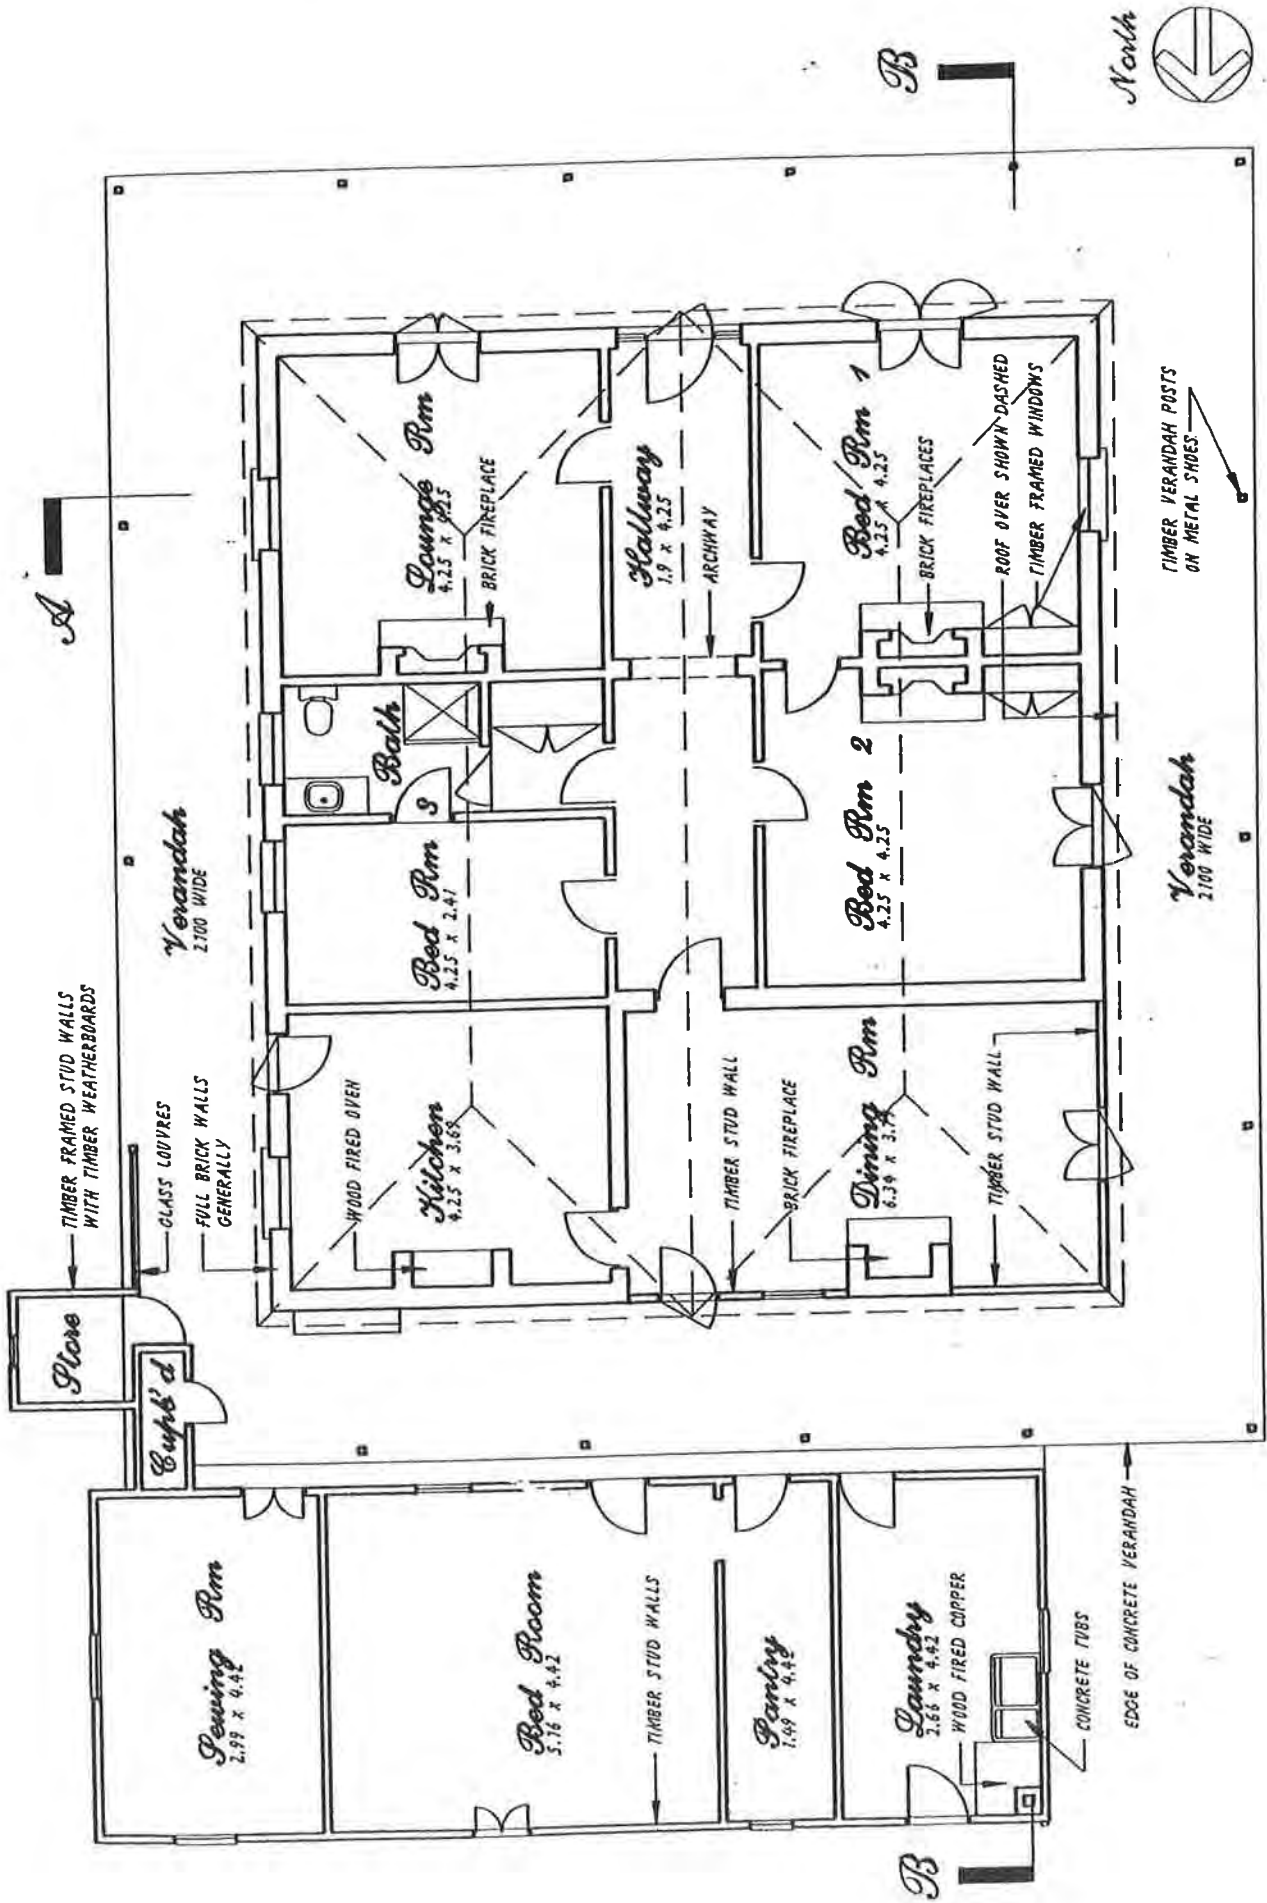 North
B
A
Verandah
2100 WIDE
TIMBER FRAMED STUD WALLS
WITH TIMBER WEATHERBOARDS
GLASS LOUVRES
FULL BRICK WALLS
GENERALLY
Store
Cupb'd
Lounge Rm
4.25 x 4.25
BRICK FIREPLACE
Bath
Hallway
1.9 x 4.25
ARCHWAY
Bed Rm 1
4.25 x 4.25
BRICK FIREPLACES
ROOF OVER SHOWN DASHED
TIMBER FRAMED WINDOWS
TIMBER VERANDAH POSTS
ON METAL SHOES.
Bed Rm 3
4.25 x 2.41
Bed Rm 2
4.25 x 4.25
Verandah
2100 WIDE
WOOD FIRED OVEN
Kitchen
4.25 x 3.69
TIMBER STUD WALL
BRICK FIREPLACE
Dining Rm
TIMBER STUD WALL
Sewing Rm
2.99 x 4.42
Bed Room
5.16 x 4.42
TIMBER STUD WALLS
Pantry
1.49 x 4.42
Laundry
2.66 x 4.42
WOOD FIRED COPPER
CONCRETE TUBS
EDGE OF CONCRETE VERANDAH
B